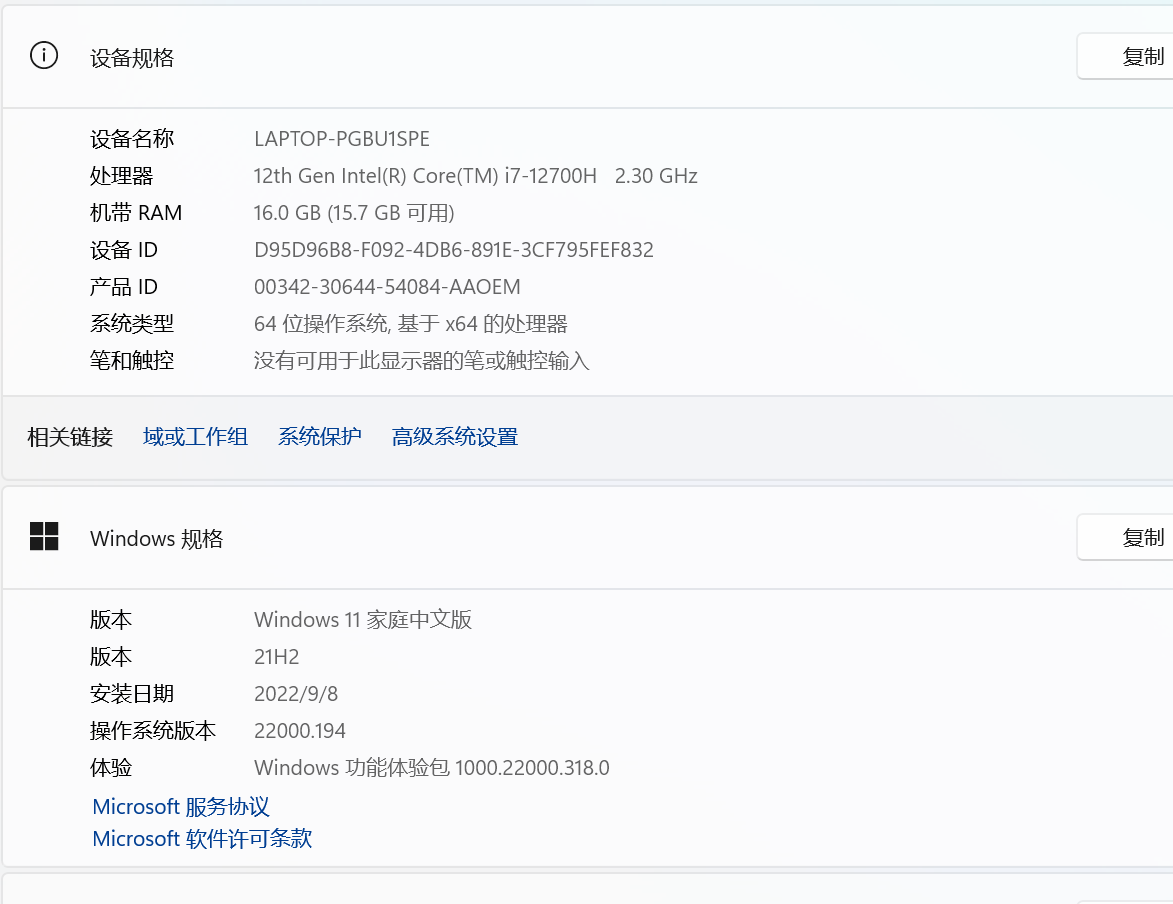 设备规格
复制
设备名称 LAPTOP-PGBU1SPE
处理器 12th Gen Intel(R) Core(TM) i7-12700H 2.30 GHz
机带 RAM 16.0 GB (15.7 GB 可用)
设备 ID D95D96B8-F092-4DB6-891E-3CF795FEF832
产品 ID 00342-30644-54084-AAOEM
系统类型 64 位操作系统, 基于 x64 的处理器
笔和触控 没有可用于此显示器的笔或触控输入
相关链接 域或工作组 系统保护 高级系统设置
Windows 规格
复制
版本 Windows 11 家庭中文版
版本 21H2
安装日期 2022/9/8
操作系统版本 22000.194
体验 Windows 功能体验包 1000.22000.318.0
Microsoft 服务协议
Microsoft 软件许可条款